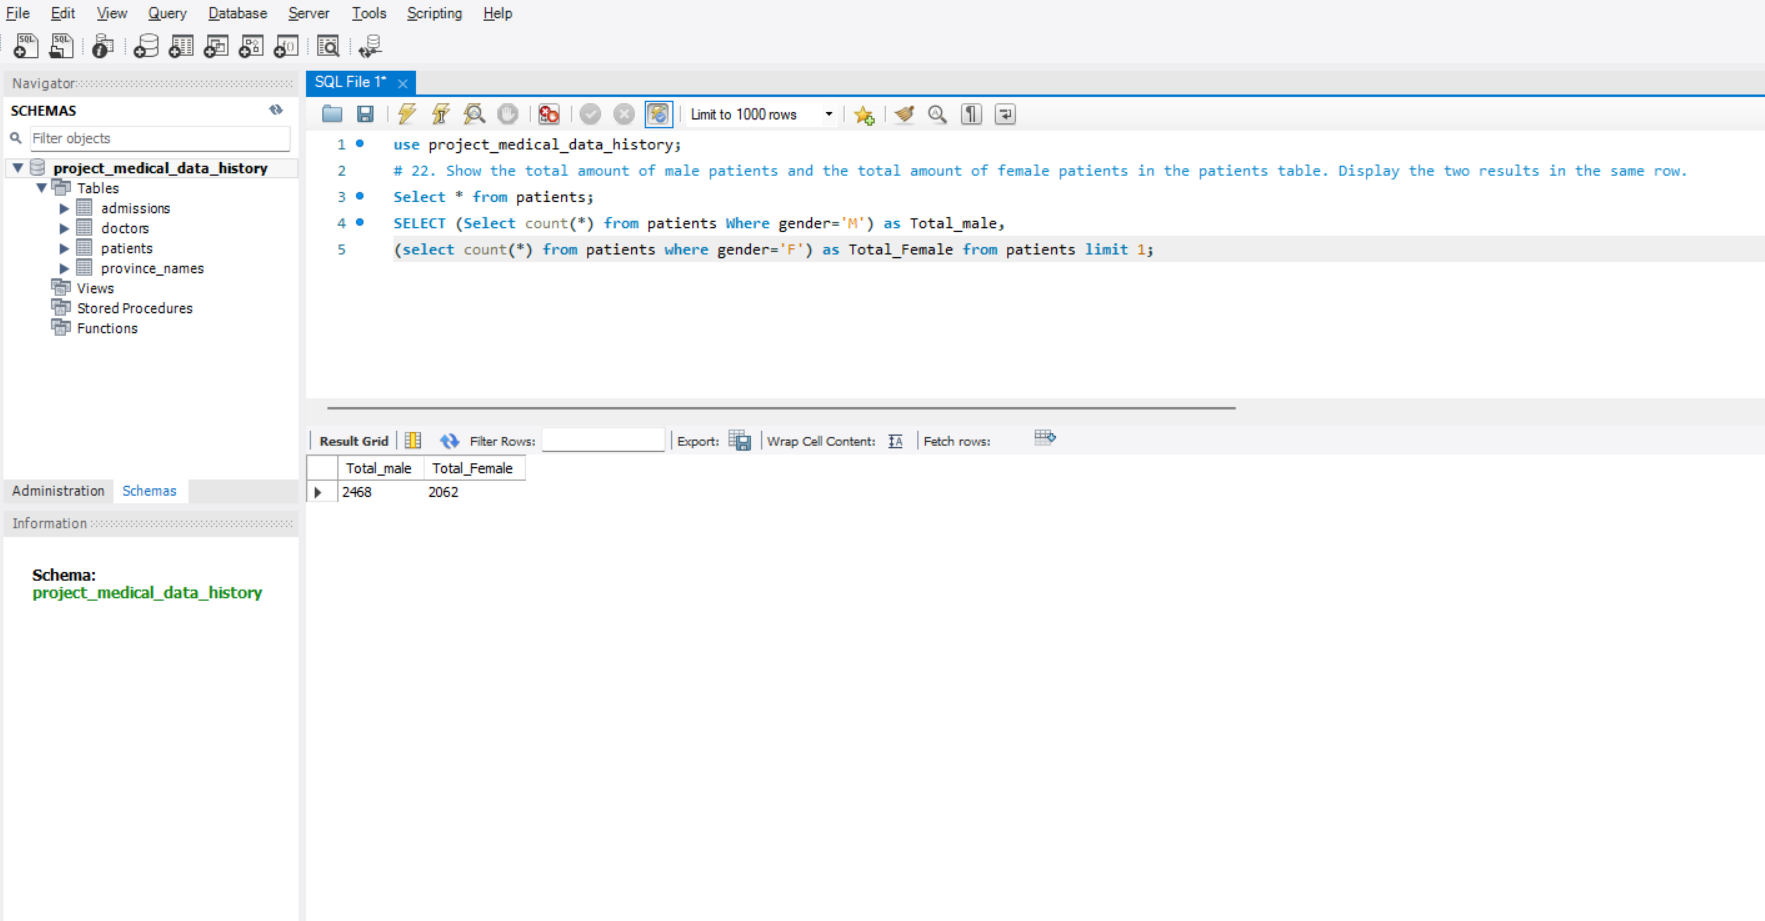 File Edit View Query Database Server Tools Scripting Help
SQL SQL
Navigator
SCHEMAS
Filter objects
project_medical_data_history
Tables
admissions
doctors
patients
province_names
Views
Stored Procedures
Functions
Administration Schemas
Information
Schema:
project_medical_data_history
SQL File 1*
Limit to 1000 rows
1 use project_medical_data_history;
2 # 22. Show the total amount of male patients and the total amount of female patients in the patients table. Display the two results in the same row.
3 Select * from patients;
4 SELECT (Select count(*) from patients Where gender='M') as Total_male,
5 (select count(*) from patients where gender='F') as Total_Female from patients limit 1;
Result Grid Filter Rows: Export: Wrap Cell Content: Fetch rows:
Total_male Total_Female
2468 2062